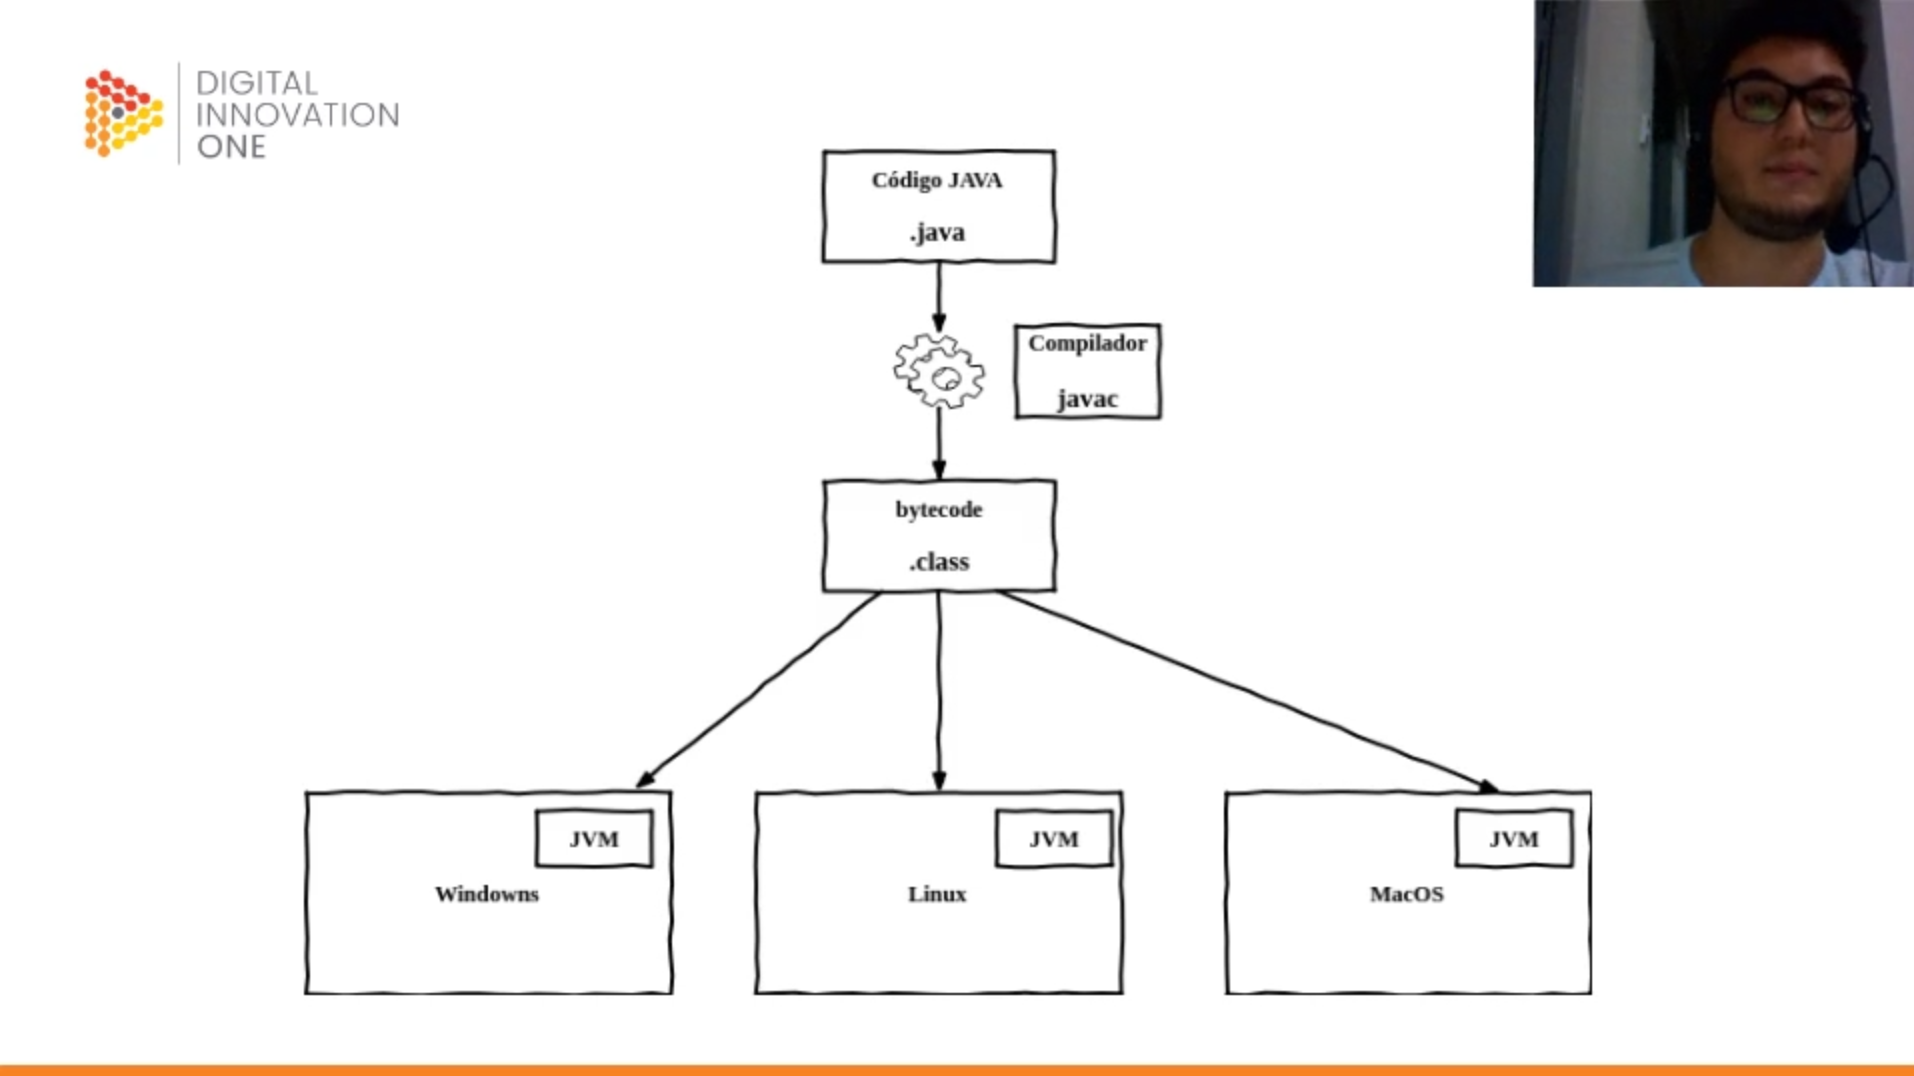 DIGITAL
INNOVATION
ONE
Código JAVA
.java
Compilador
javac
bytecode
.class
JVM
Windowns
JVM
Linux
JVM
MacOS